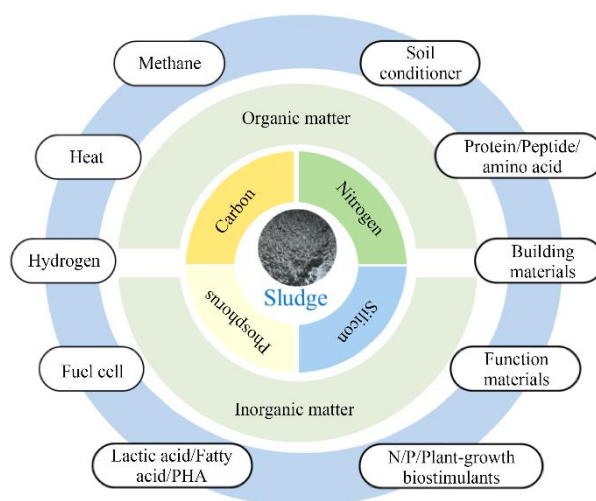 Methane
Soil
conditioner
Organic matter
Heat
Protein/Peptide/
amino acid
Carbon
Nitrogen
Hydrogen
Sludge
Building
materials
Phosphorus
Silicon
Fuel cell
Function
materials
Inorganic matter
Lactic acid/Fatty
acid/PHA
N/P/Plant-growth
biostimulants